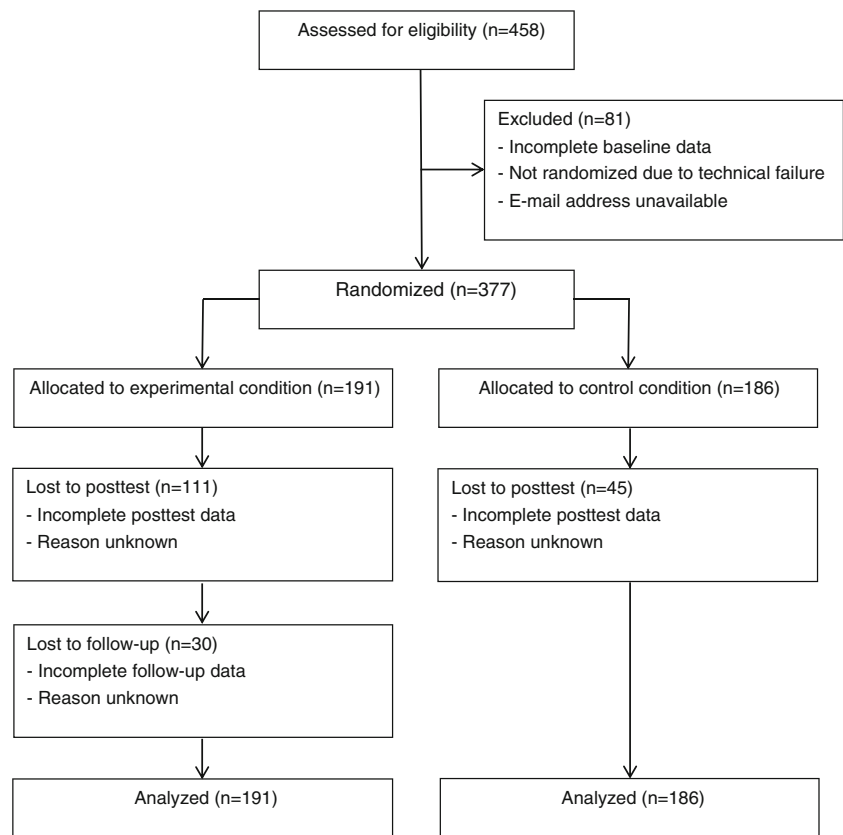 Assessed for eligibility (n=458)
Excluded (n=81)
- Incomplete baseline data
- Not randomized due to technical failure
- E-mail address unavailable
Randomized (n=377)
Allocated to experimental condition (n=191)
Allocated to control condition (n=186)
Lost to posttest (n=111)
- Incomplete posttest data
- Reason unknown
Lost to posttest (n=45)
- Incomplete posttest data
- Reason unknown
Lost to follow-up (n=30)
- Incomplete follow-up data
- Reason unknown
Analyzed (n=191)
Analyzed (n=186)